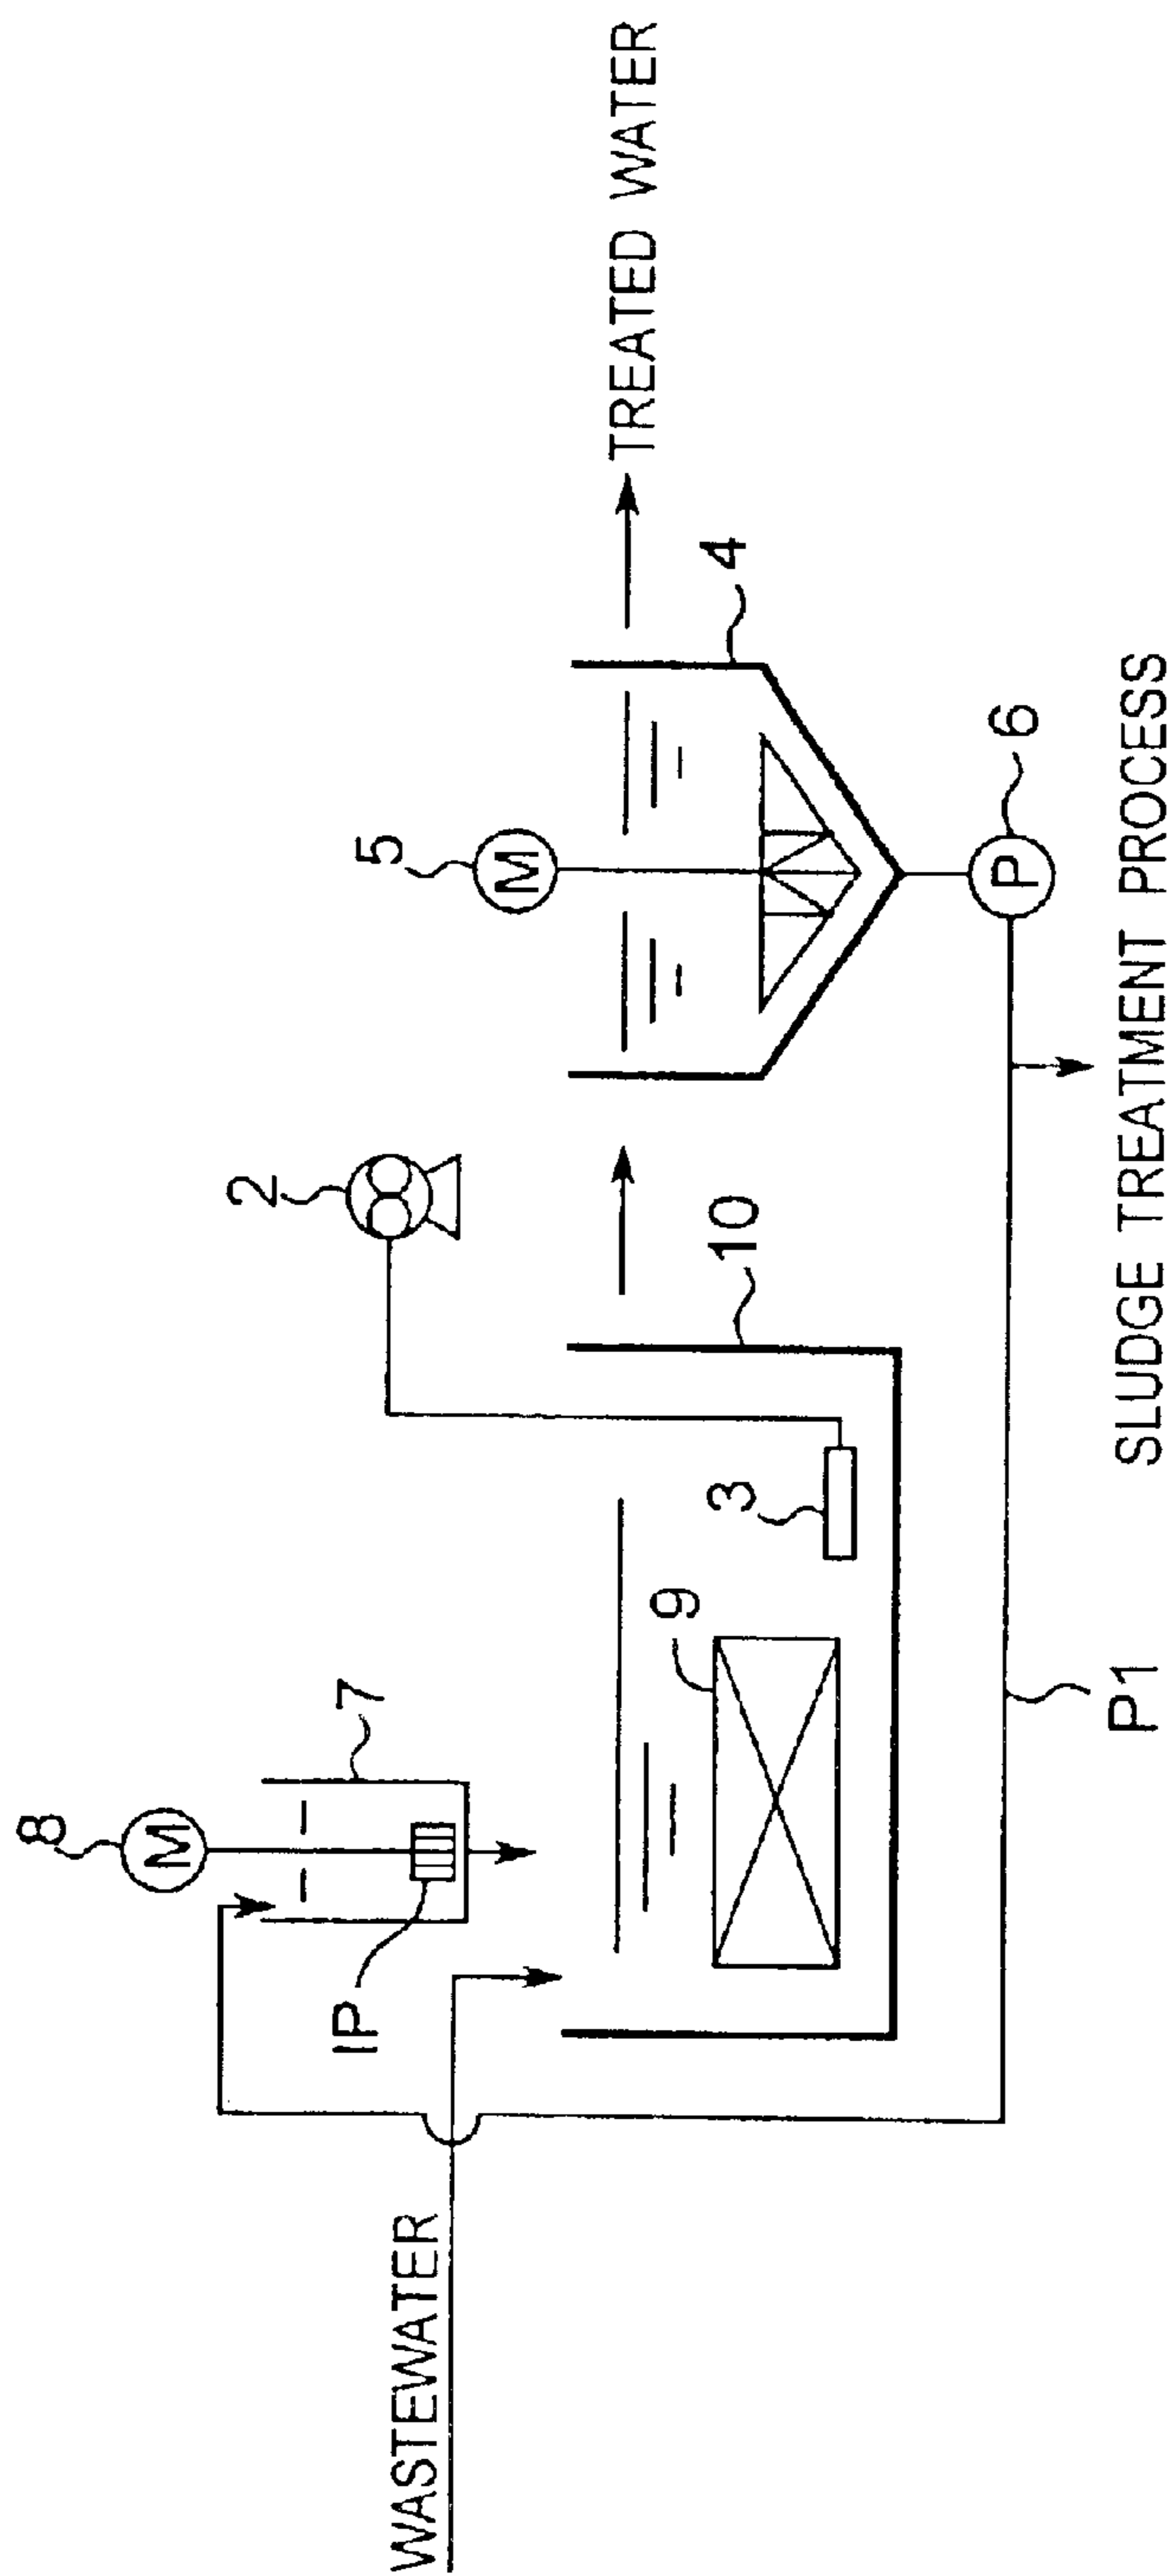 8
M
7
IP
2
5
M
WASTEWATER
9
3
10
4
TREATED WATER
6
P
P1
SLUDGE TREATMENT PROCESS